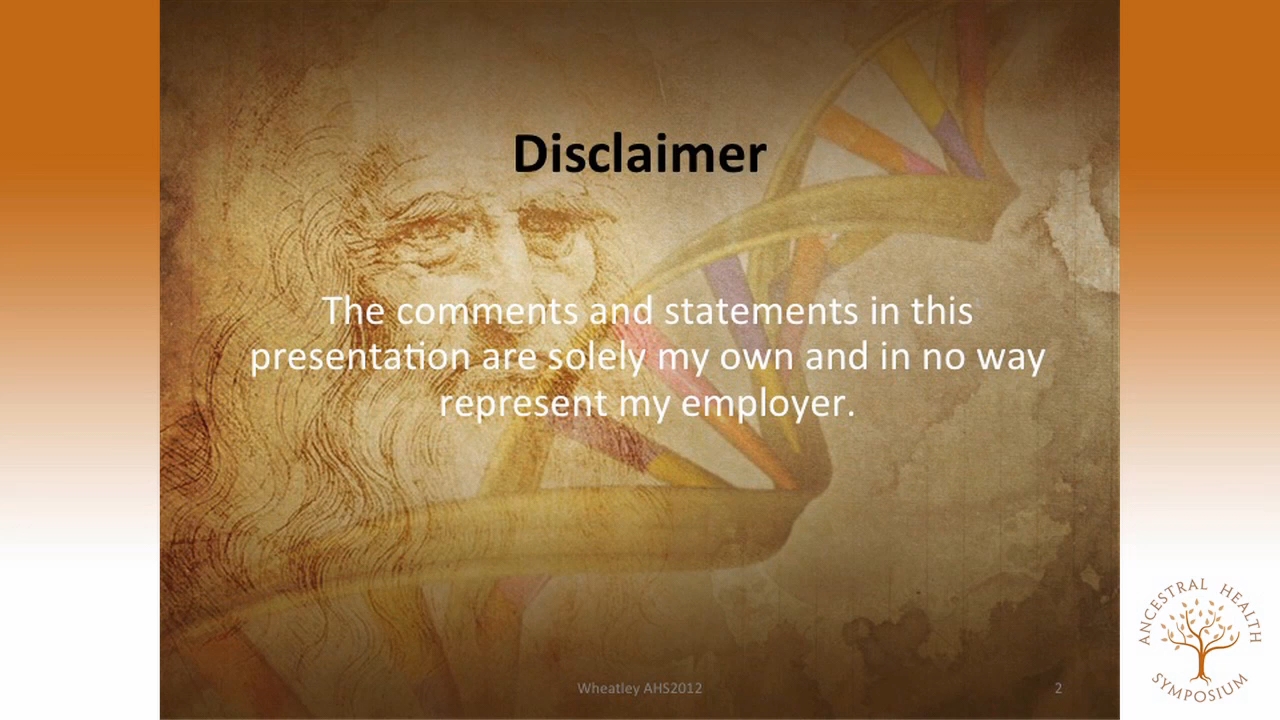 Disclaimer
The comments and statements in this
presentation are solely my own and in no way
represent my employer.
Wheatley AHS2012
2
ANCESTRAL HEALTH
SYMPOSIUM